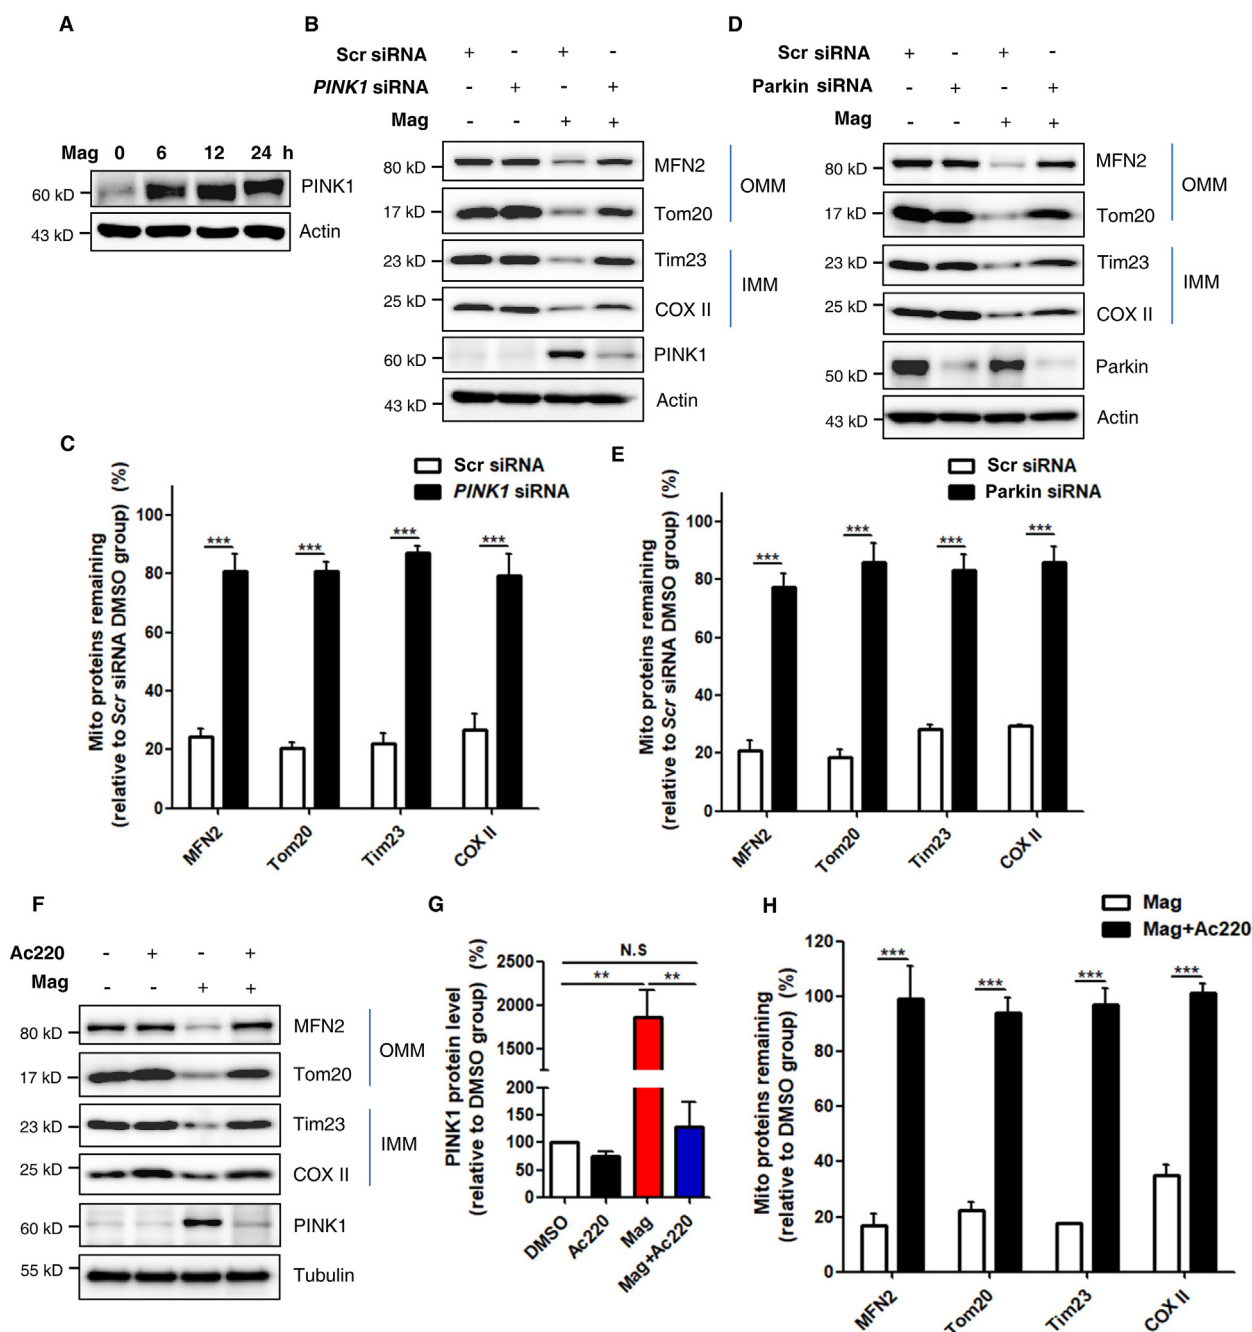 A
Mag 0 6 12 24 h
60 kD PINK1
43 kD Actin
B
Scr siRNA + - + -
PINK1 siRNA - + - +
Mag - - + +
80 kD MFN2
17 kD Tom20
OMM
23 kD Tim23
25 kD COX II
IMM
60 kD PINK1
43 kD Actin
D
Scr siRNA + - + -
Parkin siRNA - + - +
Mag - - + +
80 kD MFN2
17 kD Tom20
OMM
23 kD Tim23
25 kD COX II
IMM
50 kD Parkin
43 kD Actin
C
Scr siRNA
PINK1 siRNA
Mito proteins remaining (%)
(relative to Scr siRNA DMSO group)
100
80
60
40
20
0
*** *** *** ***
MFN2 Tom20 Tim23 COX II
E
Scr siRNA
Parkin siRNA
Mito proteins remaining (%)
(relative to Scr siRNA DMSO group)
100
80
60
40
20
0
*** *** *** ***
MFN2 Tom20 Tim23 COX II
F
Ac220 - + - +
Mag - - + +
80 kD MFN2
17 kD Tom20
OMM
23 kD Tim23
25 kD COX II
IMM
60 kD PINK1
55 kD Tubulin
G
PINK1 protein level (%)
(relative to DMSO group)
2500
2000
1500
200
150
100
50
0
N.S
** **
DMSO Ac220 Mag Mag+Ac220
H
Mag
Mag+Ac220
Mito proteins remaining (%)
(relative to DMSO group)
120
100
80
60
40
20
0
*** *** *** ***
MFN2 Tom20 Tim23 COX II